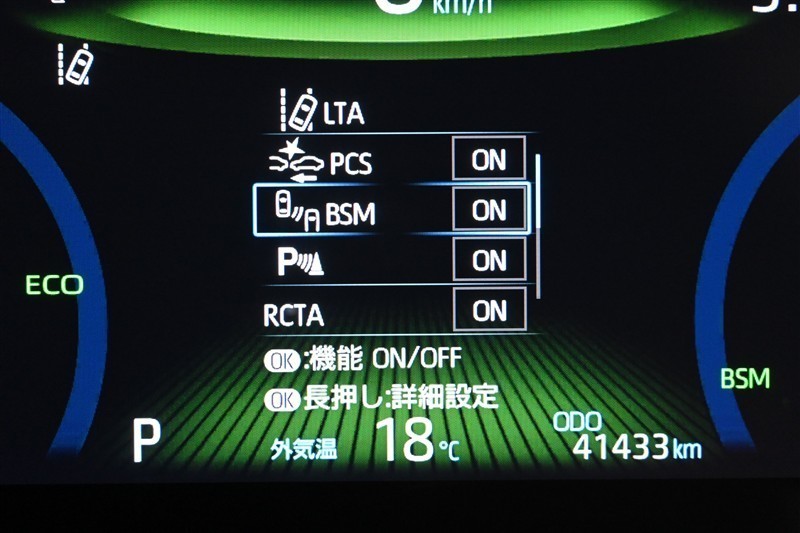 km/h
LTA
PCS ON
BSM ON
P ON
RCTA ON
ECO
OK:機能 ON/OFF
OK長押し:詳細設定
BSM
P
外気温 18℃
ODO
41433km